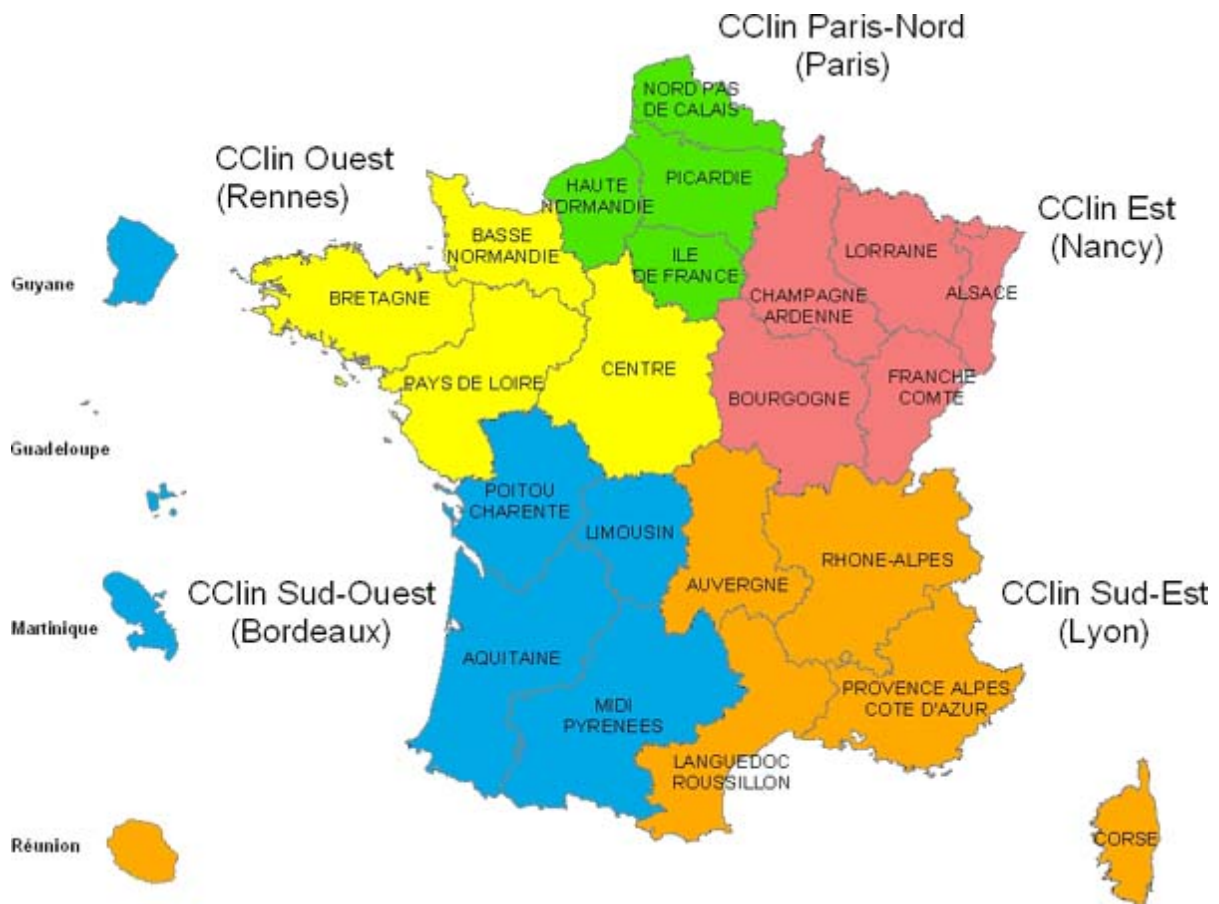 CClin Paris-Nord
(Paris)
NORD PAS
DE CALAIS
CClin Ouest
(Rennes)
HAUTE
NORMANDIE
PICARDIE
CClin Est
(Nancy)
BASSE
NORMANDIE
ILE
DE FRANCE
LORRAINE
Guyane
BRETAGNE
CHAMPAGNE
ARDENNE
ALSACE
PAYS DE LOIRE
CENTRE
BOURGOGNE
FRANCHE
COMTE
Guadeloupe
POITOU
CHARENTE
LIMOUSIN
RHONE-ALPES
AUVERGNE
CClin Sud-Ouest
(Bordeaux)
CClin Sud-Est
(Lyon)
Martinique
AQUITAINE
PROVENCE ALPES
COTE D'AZUR
MIDI
PYRENEES
LANGUEDOC
ROUSSILLON
Réunion
CORSE